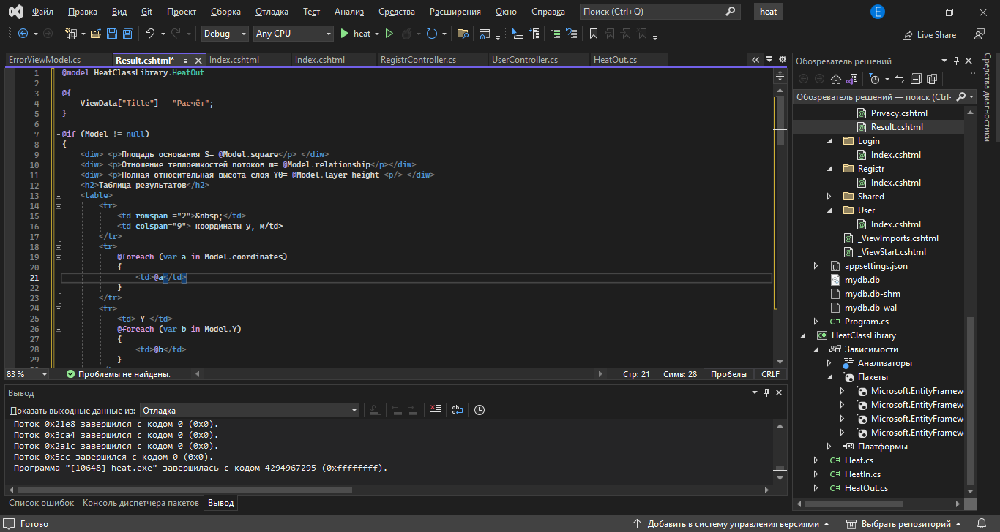 Файл Правка Вид Git Проект Сборка Отладка Тест Анализ Средства Расширения Окно Справка Поиск (Ctrl+Q) heat E
Debug Any CPU heat Live Share
ErrorViewModel.cs Result.cshtml* Index.cshtml Index.cshtml RegistrController.cs UserController.cs HeatOut.cs
1 @model HeatClassLibrary.HeatOut
2
3 @{
4 ViewData["Title"] = "Расчёт";
5 }
6
7 @if (Model != null)
8 {
9 <diw> <p>Площадь основания S= @Model.square</p> </diw>
10 <diw> <p>Отношение теплоемкостей потоков m= @Model.relationship</p></diw>
11 <diw> <p>Полная относительная высота слоя Y0= @Model.layer_height <p/> </diw>
12 <h2>Таблица результатов</h2>
13 <table>
14 <tr>
15 <td rowspan ="2">&nbsp;</td>
16 <td colspan="9"> координаты y, м/td>
17 </tr>
18 <tr>
19 @foreach (var a in Model.coordinates)
20 {
21 <td>@a</td>
22 }
23 </tr>
24 <tr>
25 <td> Y </td>
26 @foreach (var b in Model.Y)
27 {
28 <td>@b</td>
29 }
83 % Проблемы не найдены. Стр: 21 Симв: 28 Пробелы CRLF
Вывод
Показать выходные данные из: Отладка
Поток 0x21e8 завершился с кодом 0 (0x0).
Поток 0x3ca4 завершился с кодом 0 (0x0).
Поток 0x2a1c завершился с кодом 0 (0x0).
Поток 0x5cc завершился с кодом 0 (0x0).
Программа "[10648] heat.exe" завершилась с кодом 4294967295 (0xffffffff).
Список ошибок Консоль диспетчера пакетов Вывод
Обозреватель решений
Обозреватель решений — поиск (Ctrl-
Privacy.cshtml
Result.cshtml
Login
Index.cshtml
Registr
Index.cshtml
Shared
User
Index.cshtml
_ViewImports.cshtml
_ViewStart.cshtml
appsettings.json
mydb.db
mydb.db-shm
mydb.db-wal
C# Program.cs
C# HeatClassLibrary
Зависимости
Анализаторы
Пакеты
Microsoft.EntityFramew
Microsoft.EntityFramew
Microsoft.EntityFramew
Microsoft.EntityFramew
Платформы
C# Heat.cs
C# HeatIn.cs
C# HeatOut.cs
Средства диагностики
Готово Добавить в систему управления версиями Выбрать репозиторий